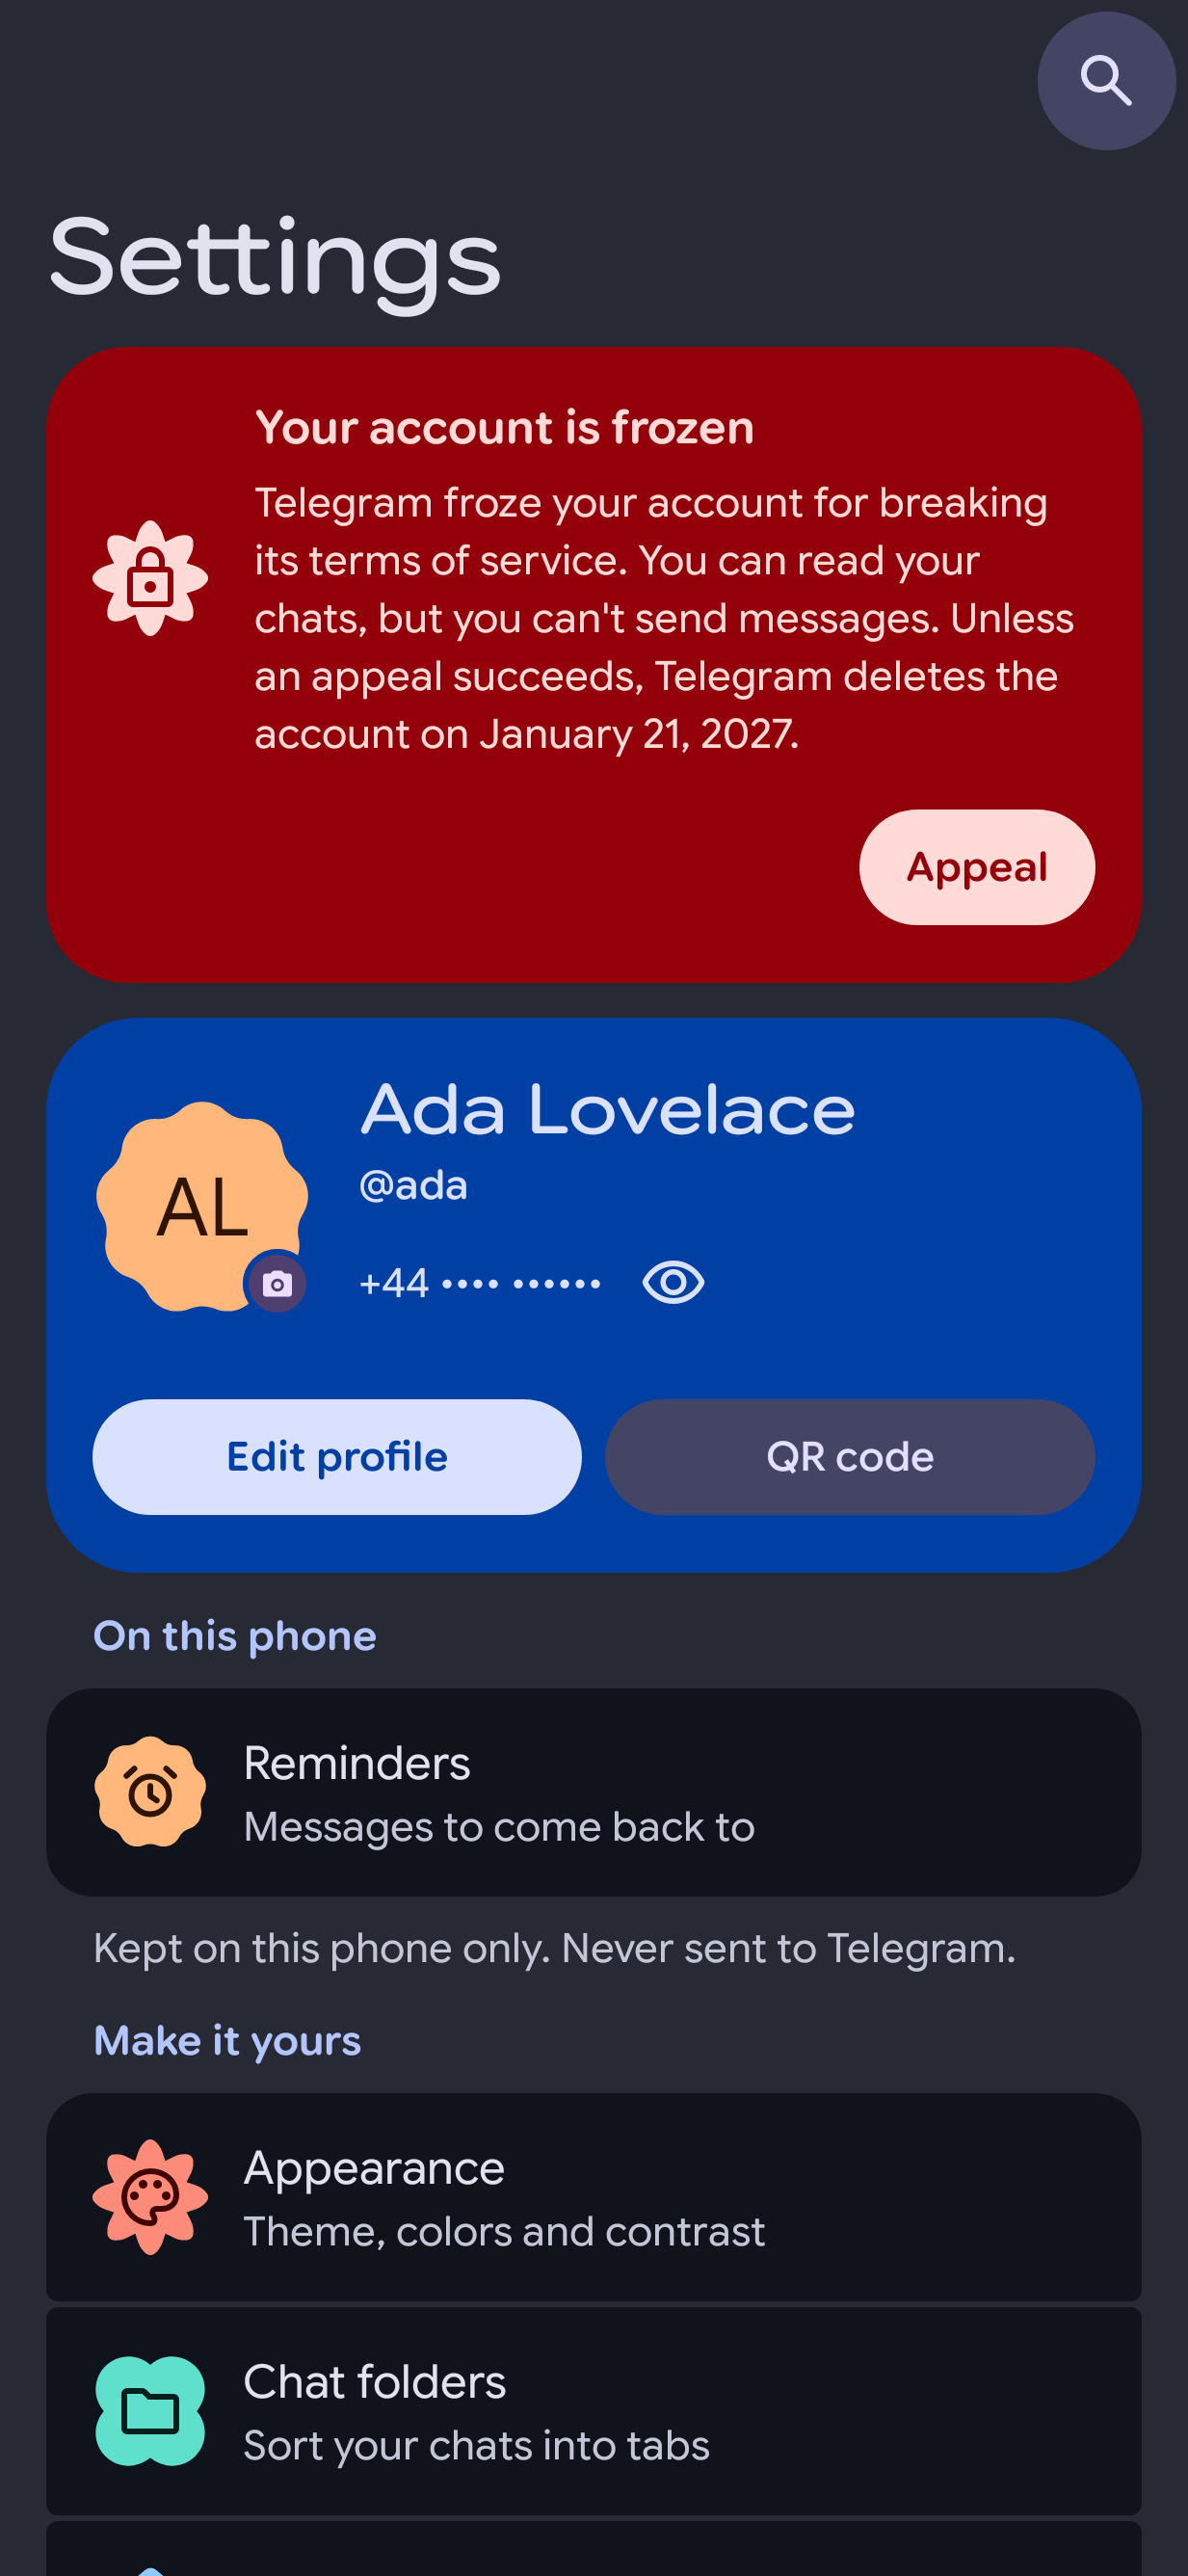 Settings
Your account is frozen
Telegram froze your account for breaking
its terms of service. You can read your
chats, but you can't send messages. Unless
an appeal succeeds, Telegram deletes the
account on January 21, 2027.
Appeal
Ada Lovelace
@ada
AL
+44 •••• ••••••
Edit profile
QR code
On this phone
Reminders
Messages to come back to
Kept on this phone only. Never sent to Telegram.
Make it yours
Appearance
Theme, colors and contrast
Chat folders
Sort your chats into tabs